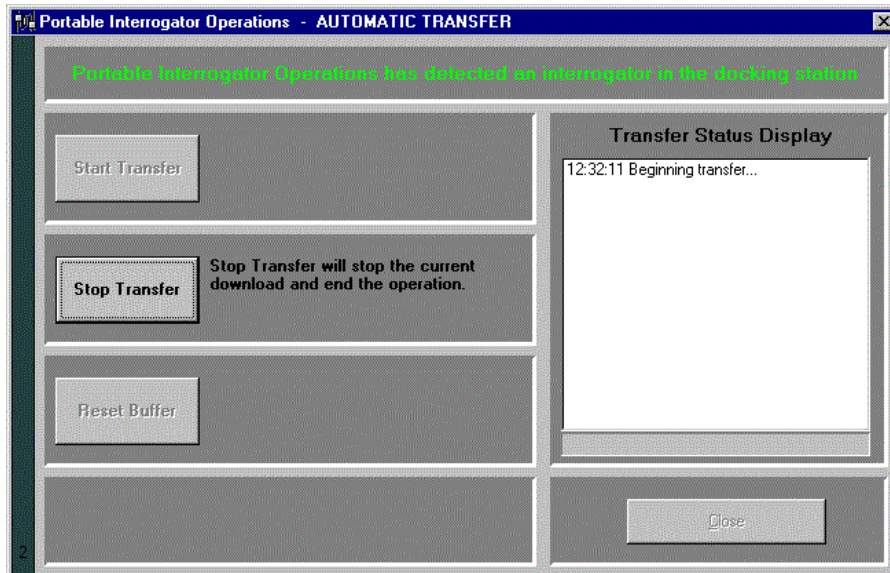 Portable Interrogator Operations - AUTOMATIC TRANSFER
Portable Interrogator Operations has detected an interrogator in the docking station
Start Transfer
Stop Transfer
Stop Transfer will stop the current
download and end the operation.
Reset Buffer
2
Transfer Status Display
12:32:11 Beginning transfer...
Close